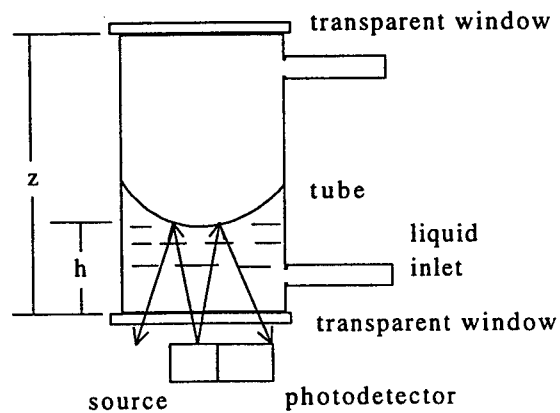 transparent window
z
tube
liquid
h
inlet
transparent window
source
photodetector